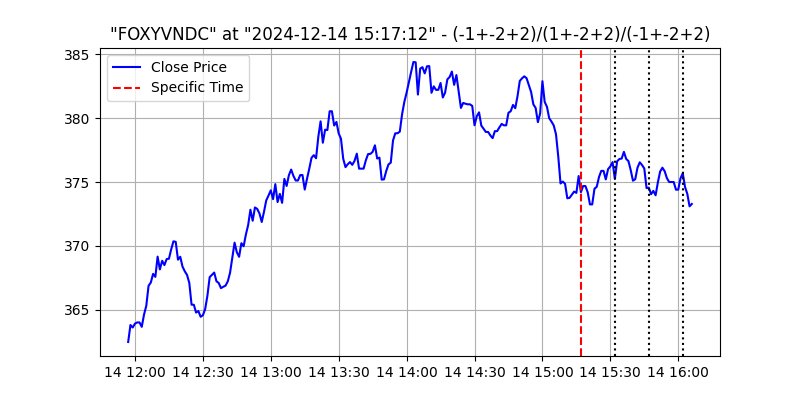 "FOXYVNDC" at "2024-12-14 15:17:12" - (-1+-2+2)/(1+-2+2)/(-1+-2+2)
Close Price
Specific Time
385
380
375
370
365
14 12:00 14 12:30 14 13:00 14 13:30 14 14:00 14 14:30 14 15:00 14 15:30 14 16:00